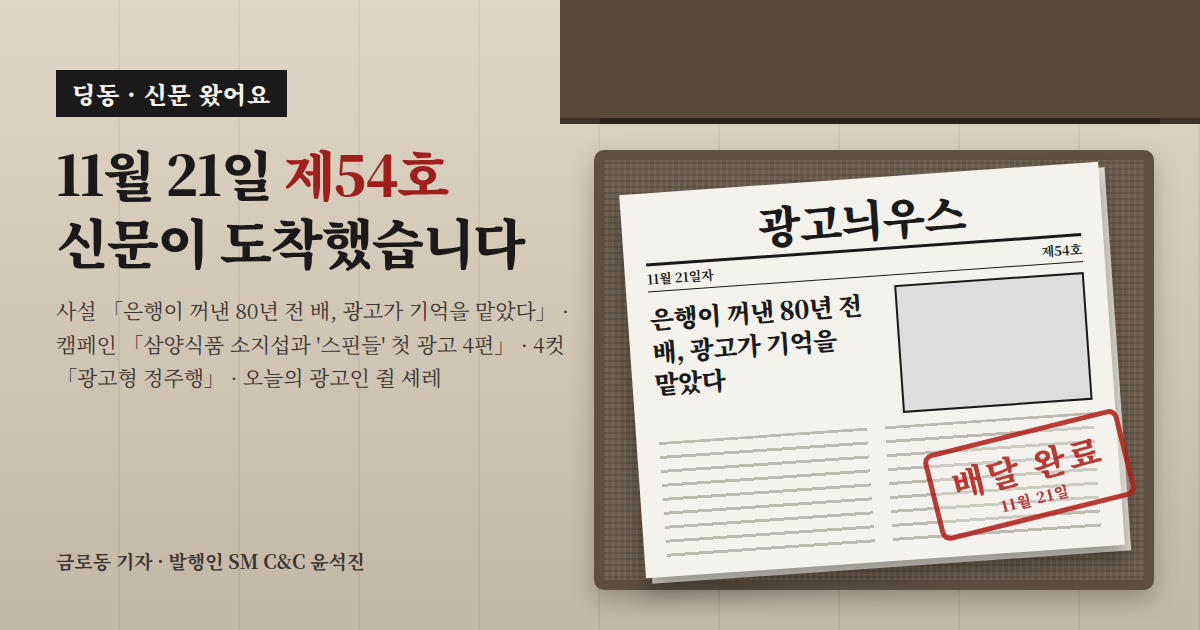 딩동 · 신문 왔어요
11월 21일 제54호
신문이 도착했습니다
사설 「은행이 꺼낸 80년 전 배, 광고가 기억을 맡았다」 ·
캠페인 「삼양식품 소지섭과 '스핀들' 첫 광고 4편」 · 4컷
「광고형 정주행」 · 오늘의 광고인 쥘 셰레
금로동 기자 · 발행인 SM C&C 윤석진
광고늬우스
11월 21일자
제54호
은행이 꺼낸 80년 전
배, 광고가 기억을
맡았다
배달 완료
11월 21일